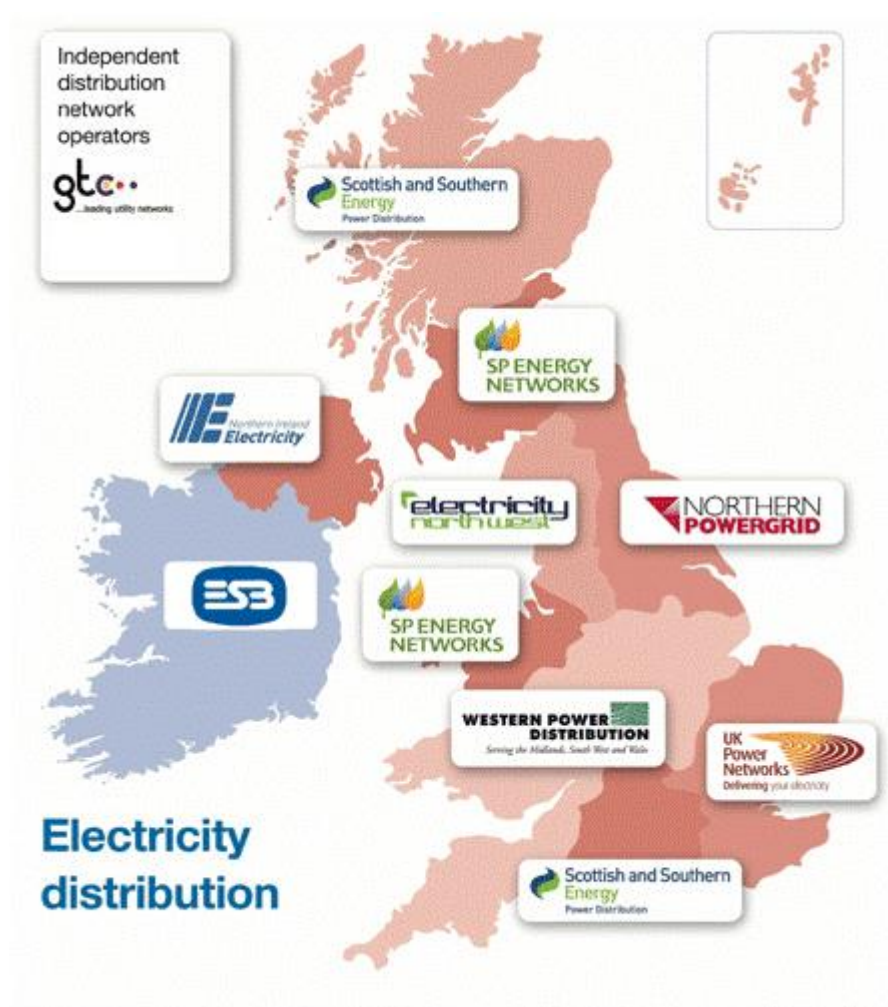 Independent
distribution
network
operators
gtc
...leading utility networks
Scottish and Southern
Energy
Power Distribution
SP ENERGY
NETWORKS
Northern Ireland
Electricity
electricity
north west
NORTHERN
POWERGRID
ESB
SP ENERGY
NETWORKS
WESTERN POWER
DISTRIBUTION
Serving the Midlands, South West and Wales
UK
Power
Networks
Delivering your electricity
Electricity
distribution
Scottish and Southern
Energy
Power Distribution